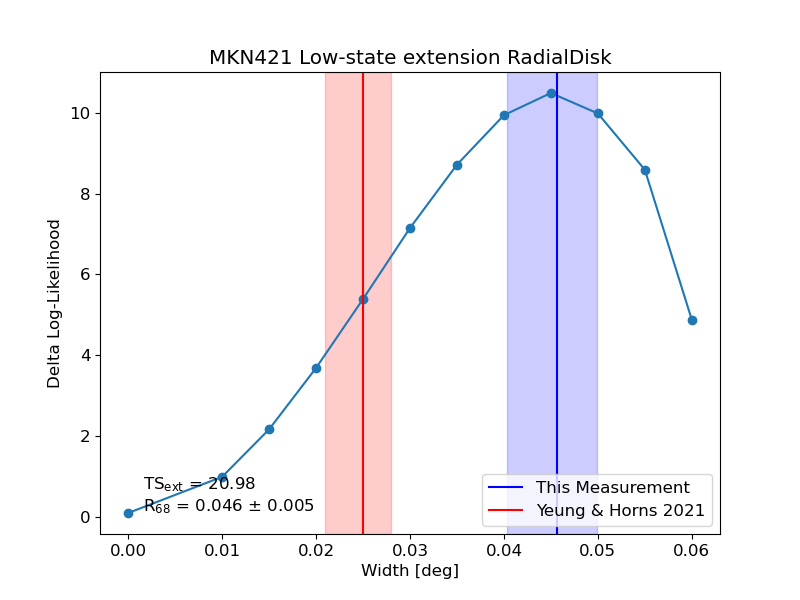 MKN421 Low-state extension RadialDisk
Delta Log-Likelihood
10
8
6
4
2
0
TSext = 20.98
R68 = 0.046 ± 0.005
This Measurement
Yeung & Horns 2021
0.00 0.01 0.02 0.03 0.04 0.05 0.06
Width [deg]